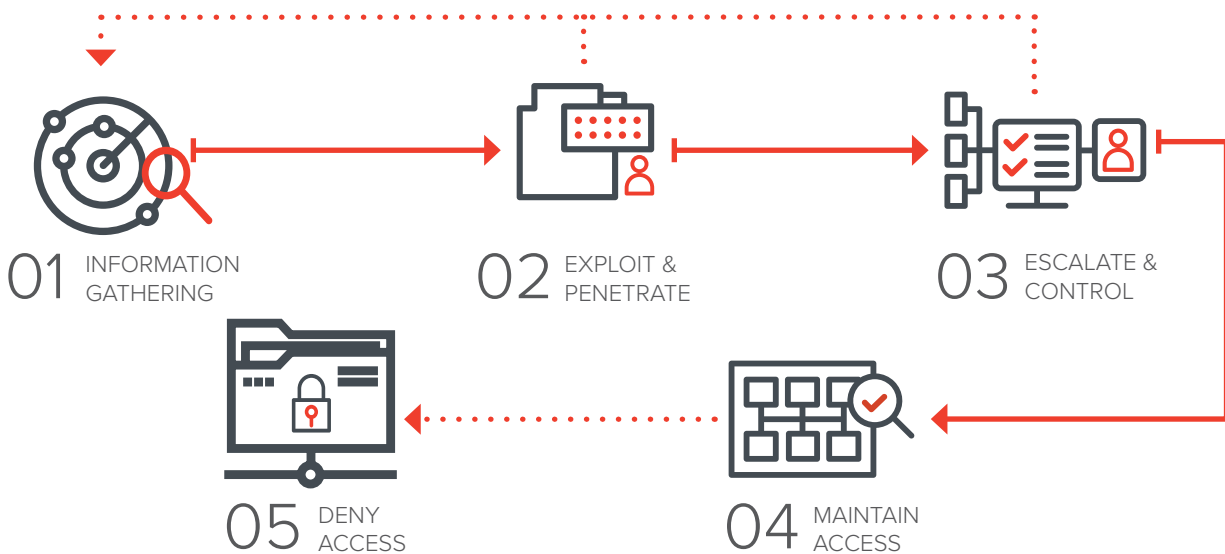 01 INFORMATION
GATHERING
02 EXPLOIT &
PENETRATE
03 ESCALATE &
CONTROL
04 MAINTAIN
ACCESS
05 DENY
ACCESS